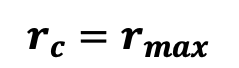 r_c = r_max